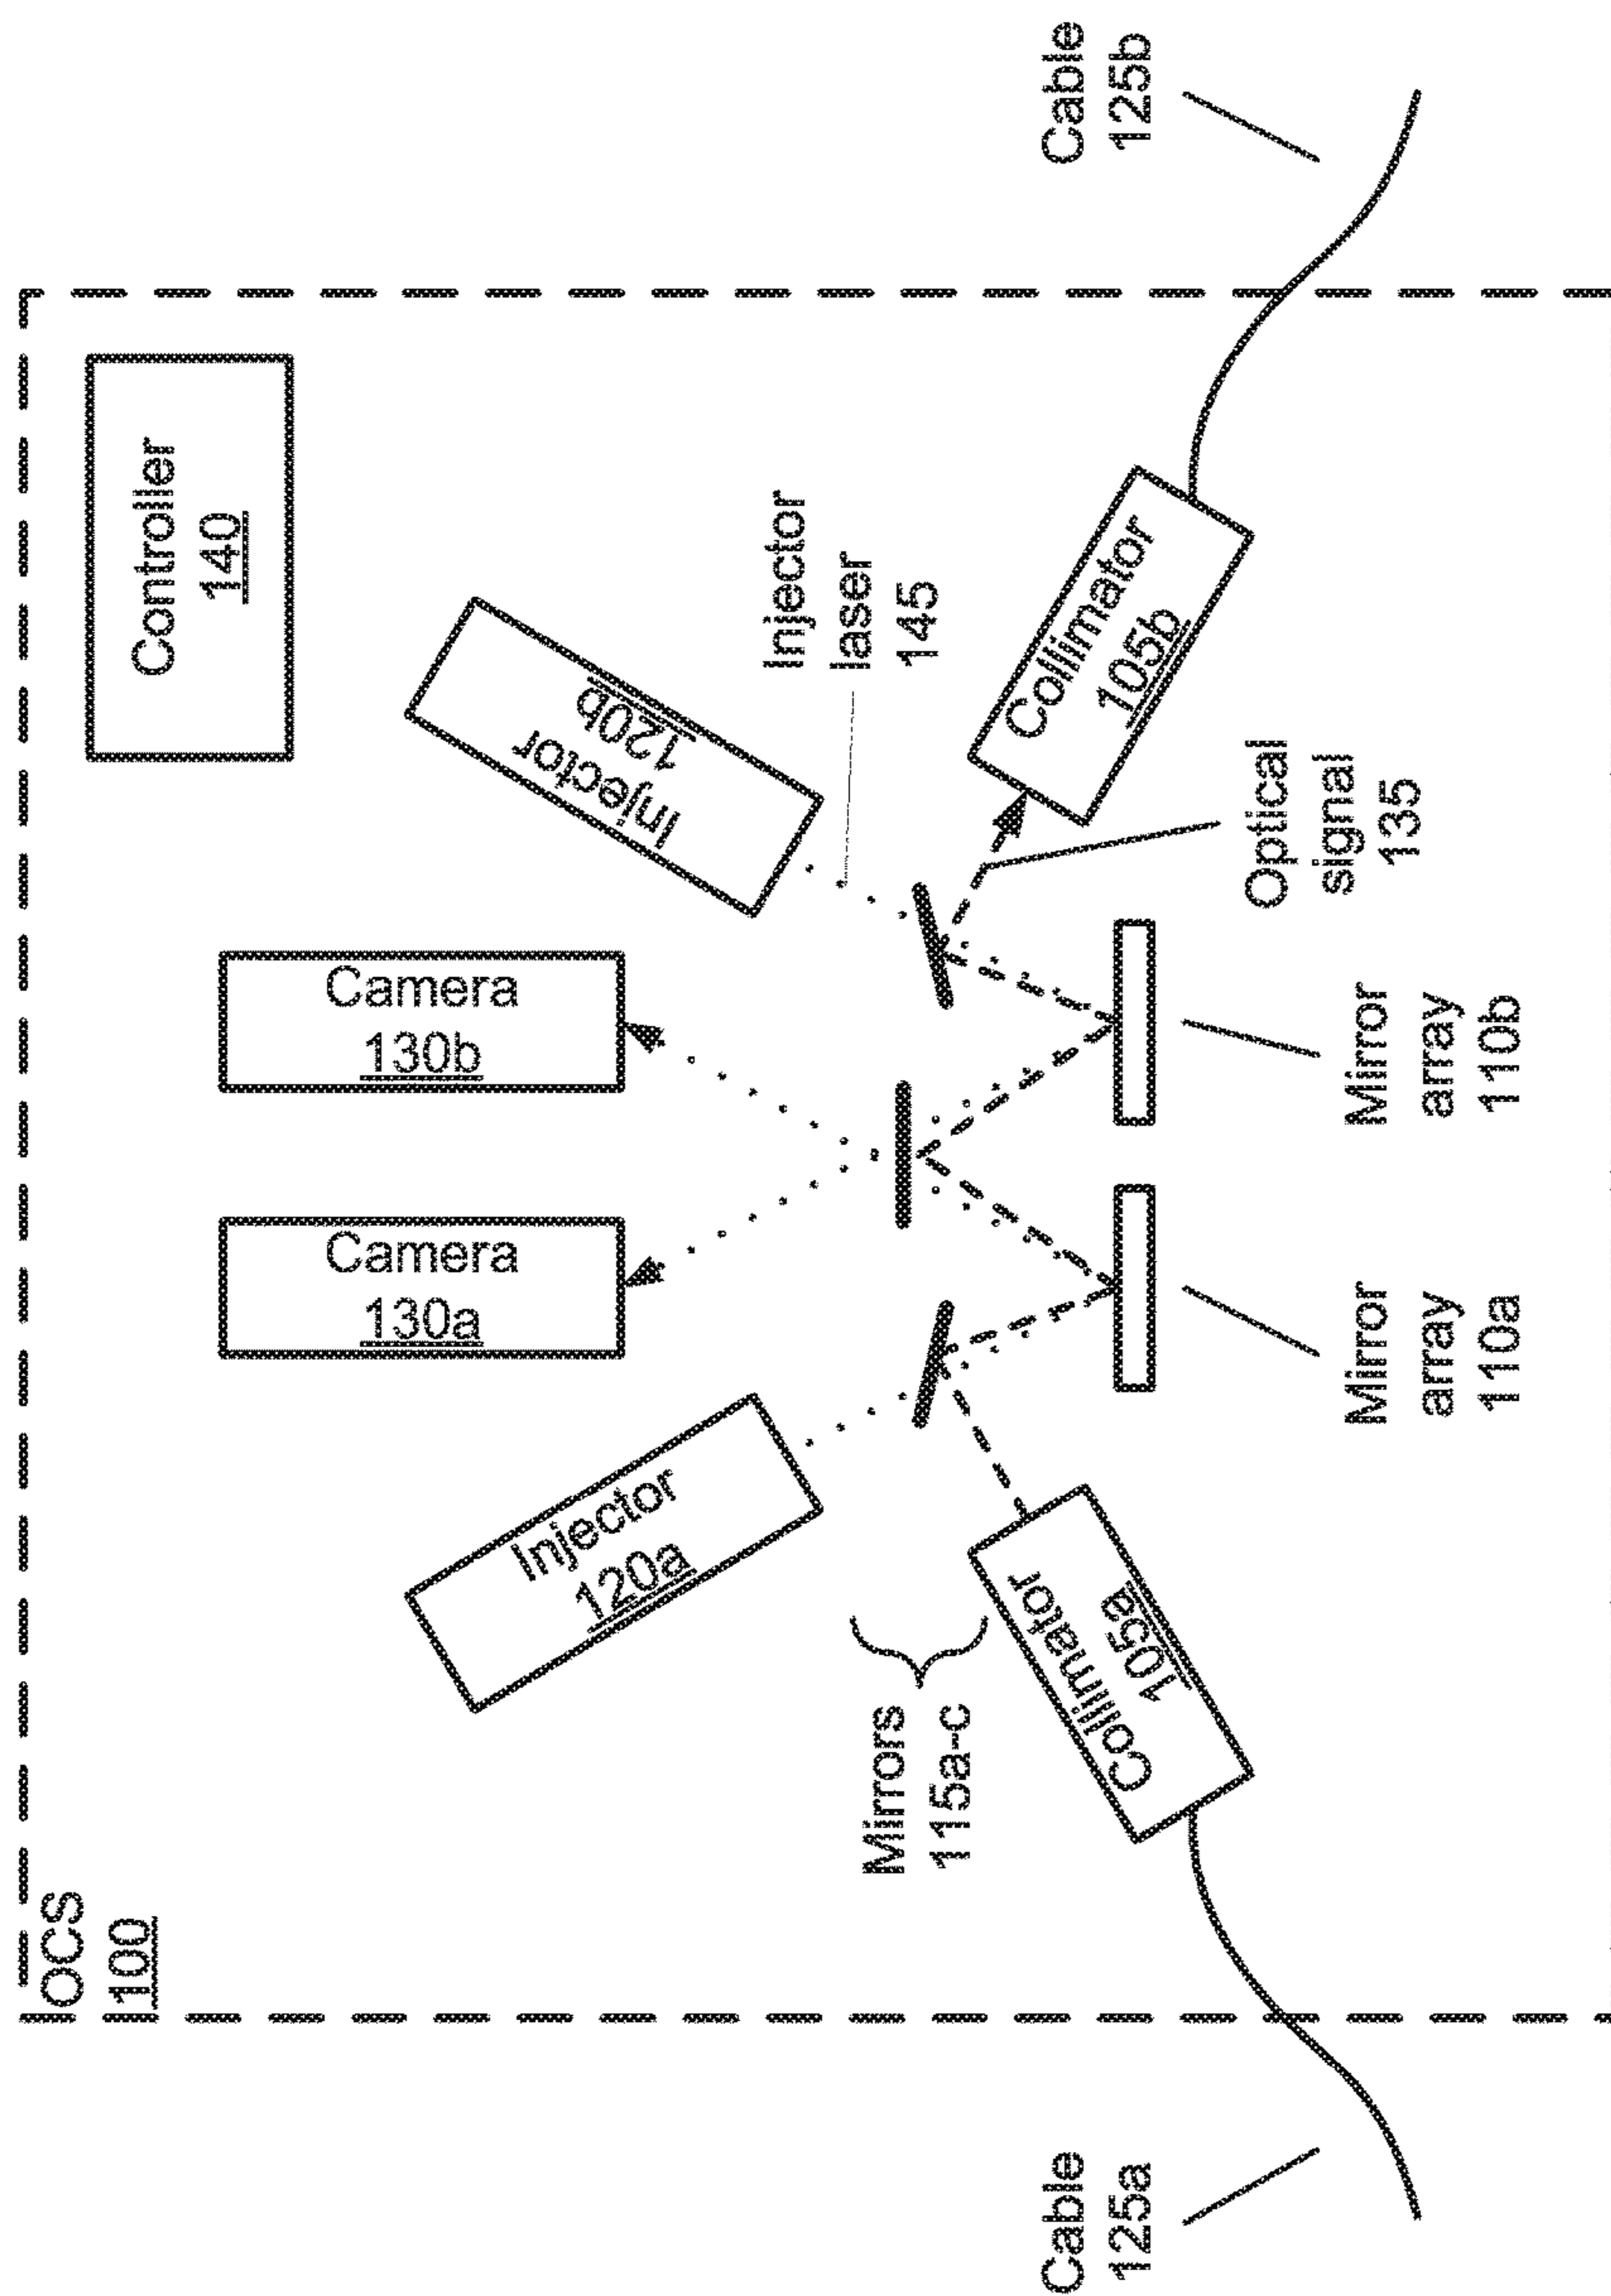 OCS
100
Controller
140
Camera
130a
Camera
130b
Injector
120a
Injector
120b
Injector
laser
145
Mirrors
115a-c
Collimator
105a
Collimator
105b
Cable
125a
Cable
125b
Optical
signal
135
Mirror
array
110a
Mirror
array
110b